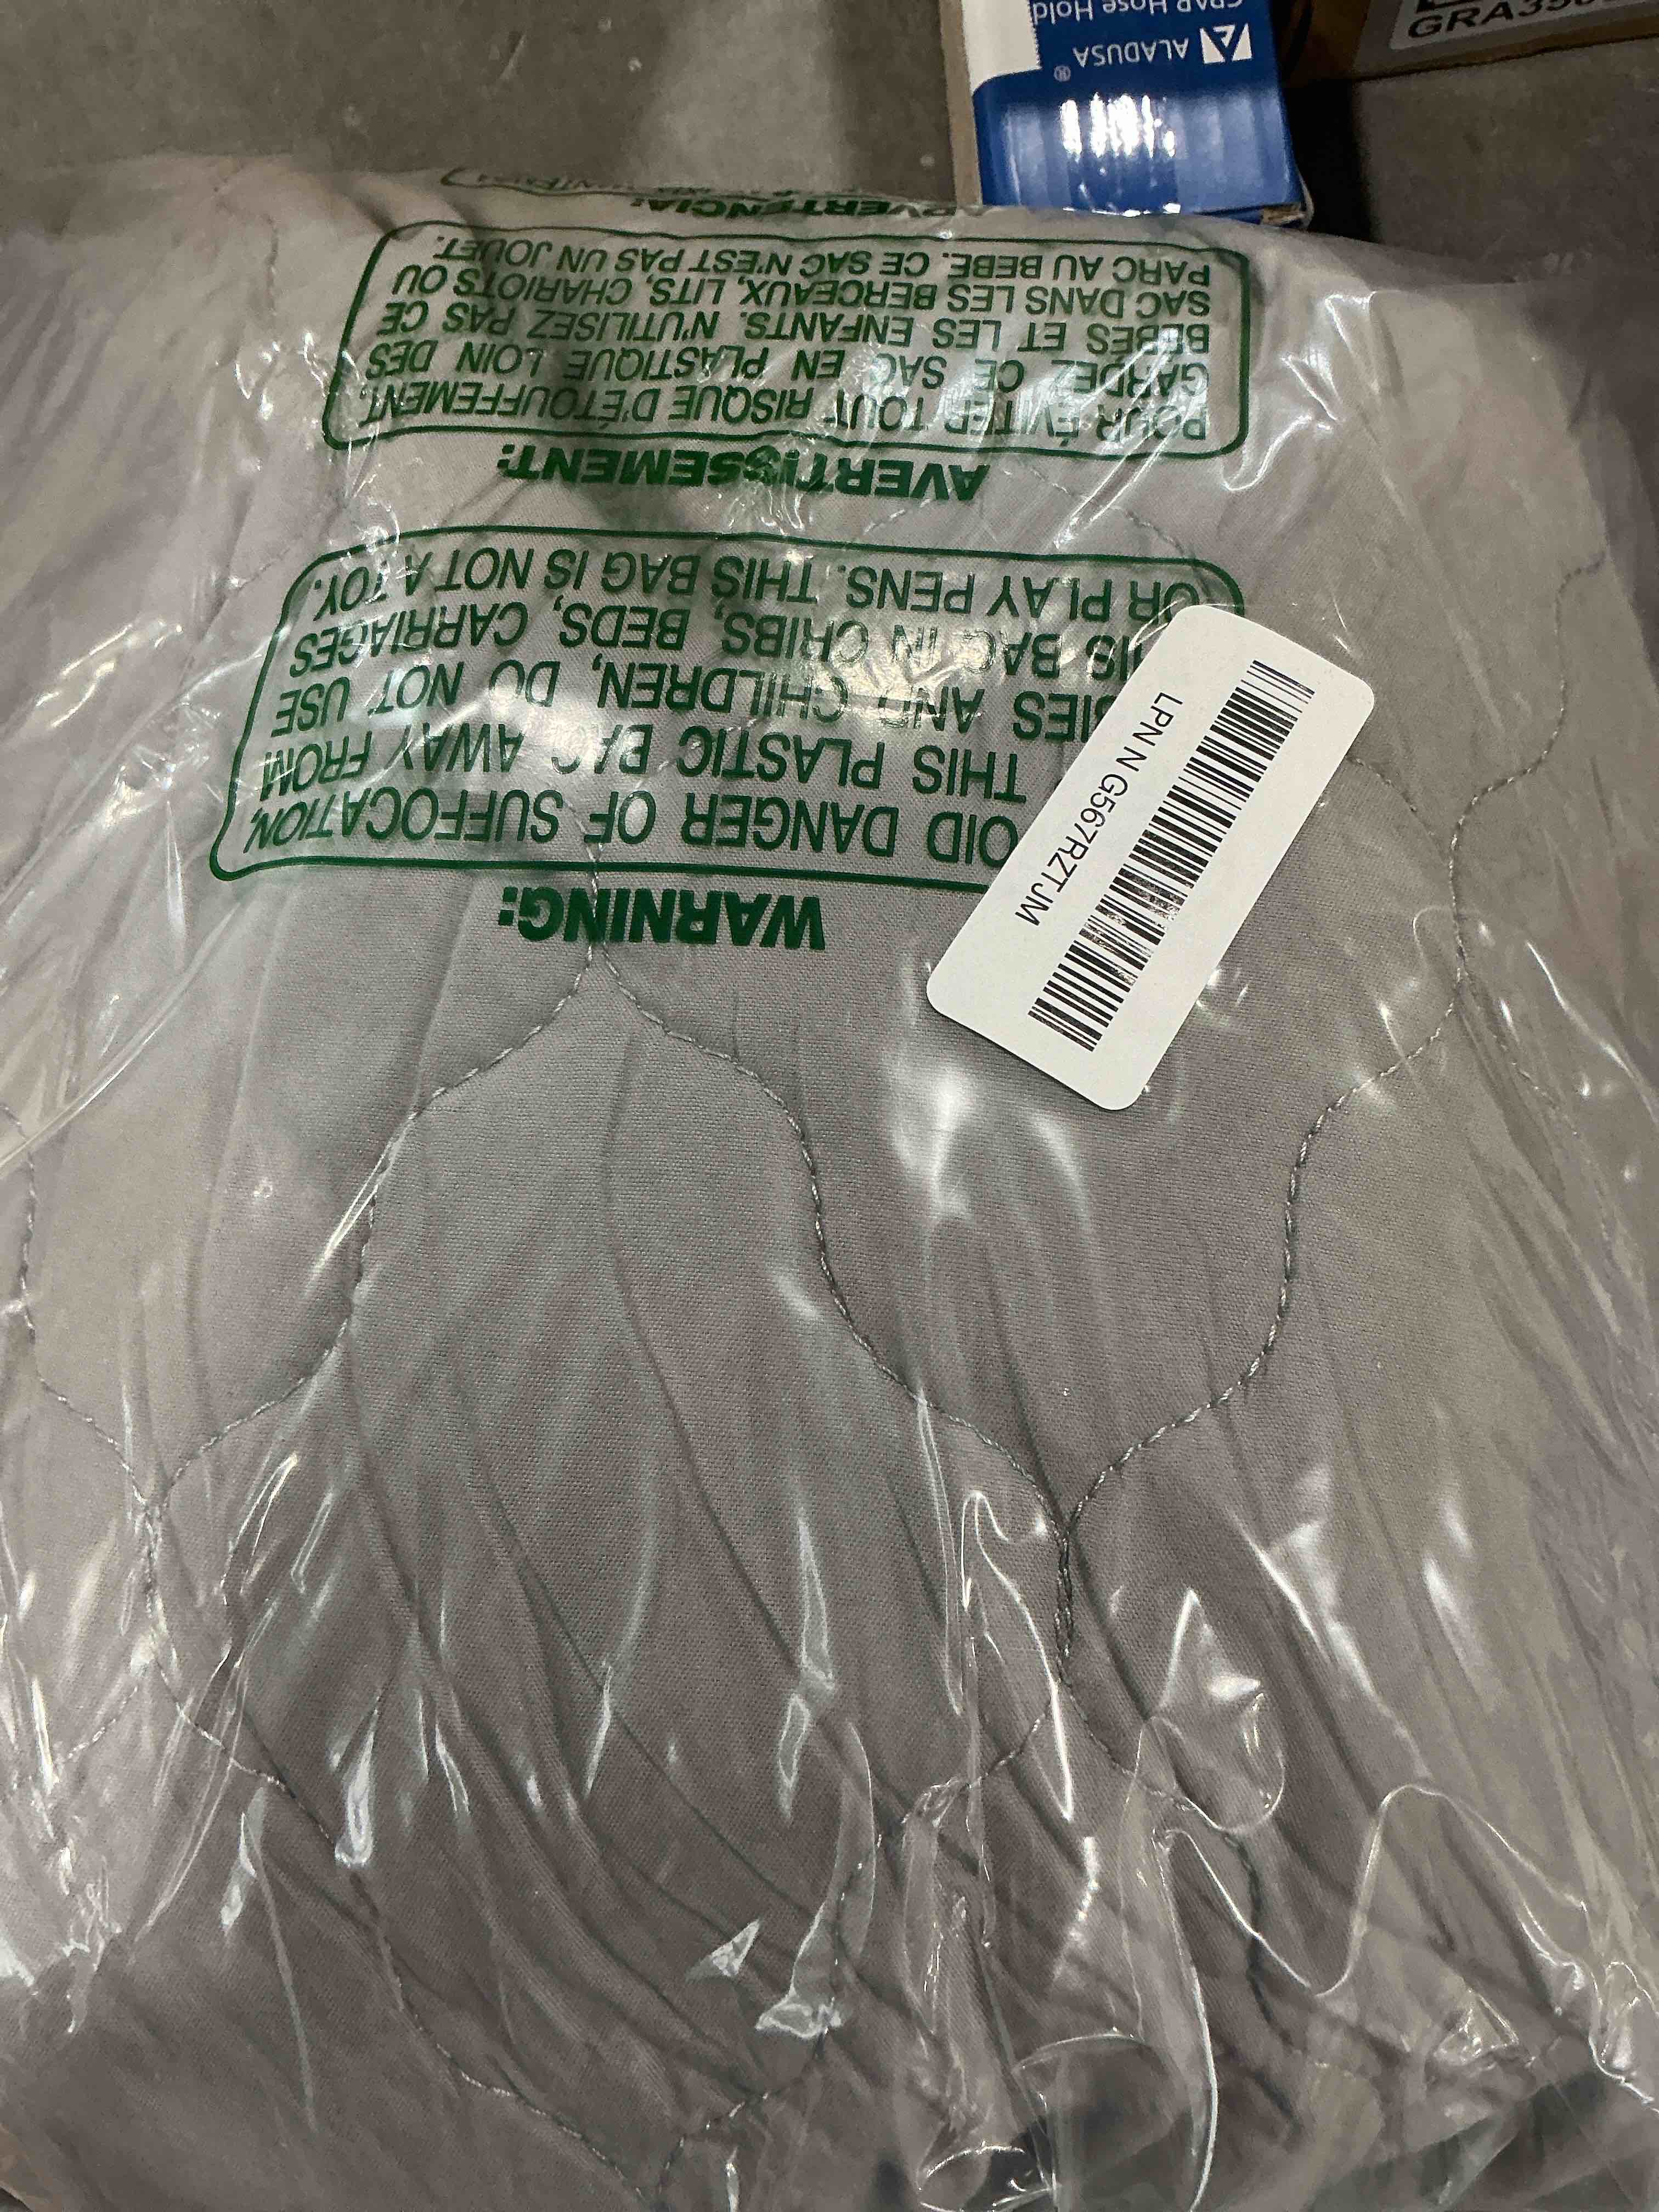 WARNING:
OID DANGER OF SUFFOCATION,
THIS PLASTIC BAG AWAY FROM
BIES AND CHILDREN, DO NOT USE
HIS BAG IN CRIBS, BEDS, CARRIAGES
OR PLAY PENS. THIS BAG IS NOT A TOY.
AVERTISSEMENT:
POUR ÉVITER TOUT RISQUE D'ÉTOUFFEMENT,
GARDEZ CE SAC EN PLASTIQUE LOIN DES
BEBES ET LES ENFANTS. N'UTILISEZ PAS CE
SAC DANS LES BERCEAUX, LITS, CHARIOTS OU
PARC AU BEBE. CE SAC N'EST PAS UN JOUET.
ADVERTENCIA:
LPN N G567RZTJM
ALADUSA®
CPAP Hose Hold